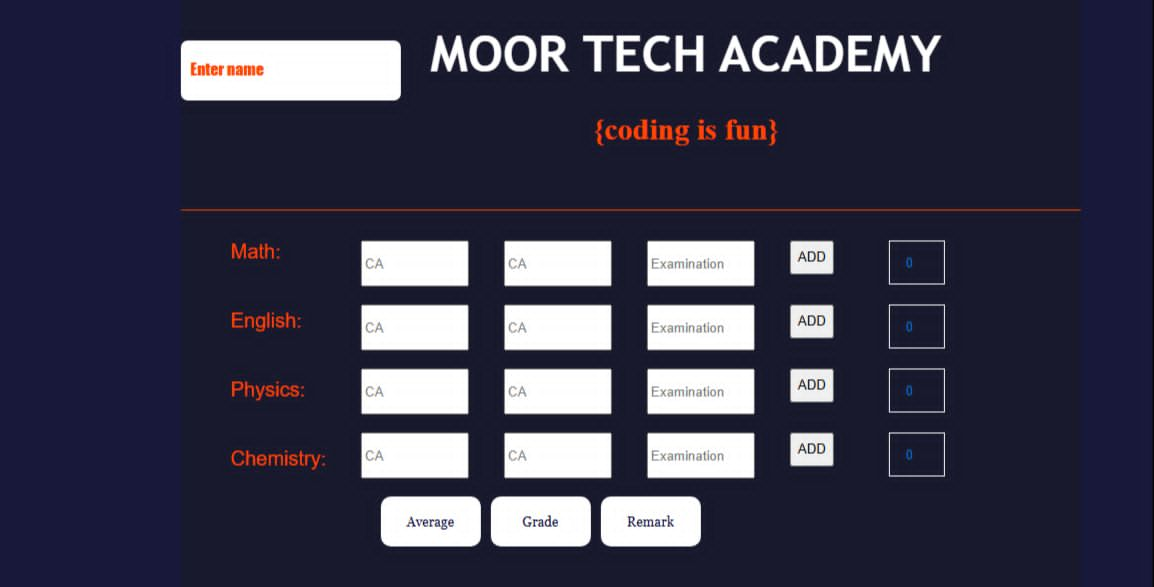 Enter name
MOOR TECH ACADEMY
{coding is fun}
Math: CA CA Examination ADD 0
English: CA CA Examination ADD 0
Physics: CA CA Examination ADD 0
Chemistry: CA CA Examination ADD 0
Average Grade Remark